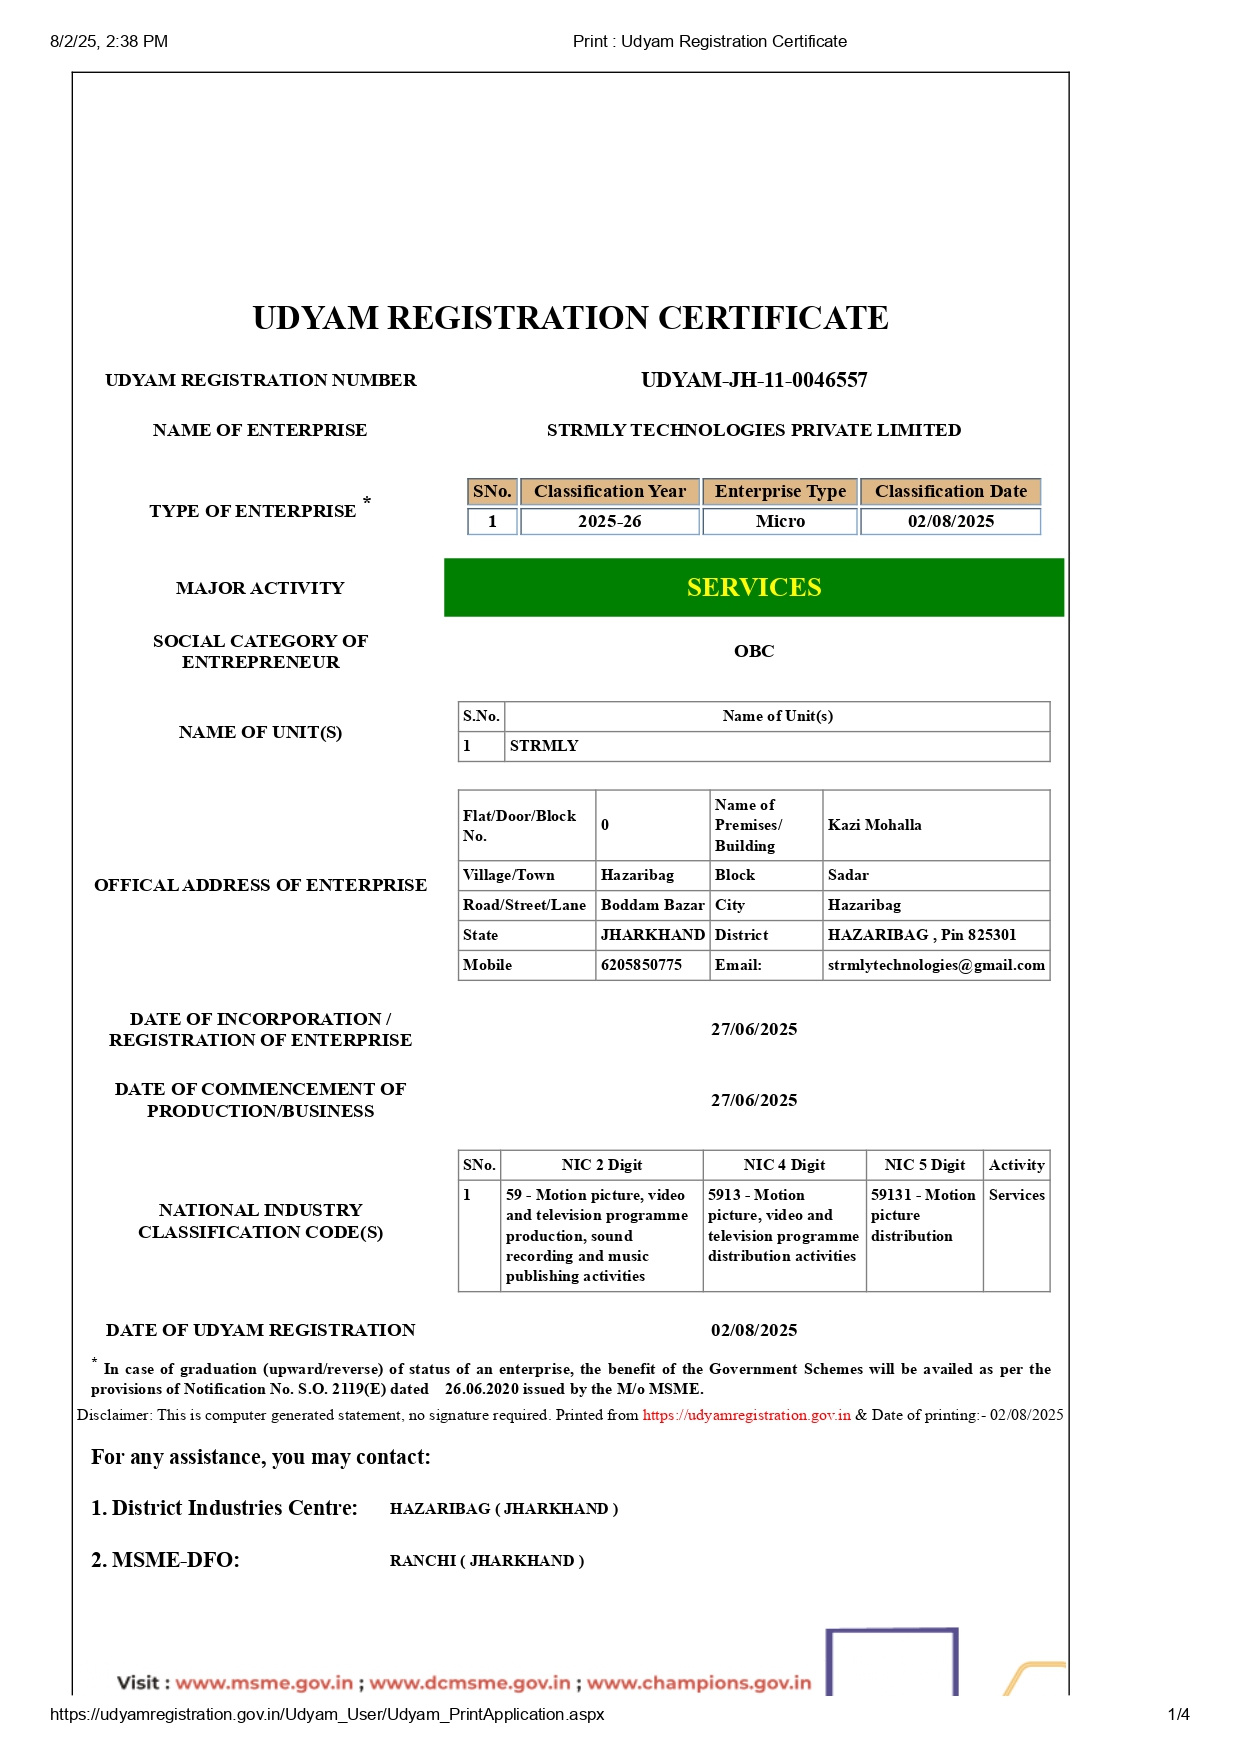 8/2/25, 2:38 PM Print : Udyam Registration Certificate
UDYAM REGISTRATION CERTIFICATE
UDYAM REGISTRATION NUMBER UDYAM-JH-11-0046557
NAME OF ENTERPRISE STRMLY TECHNOLOGIES PRIVATE LIMITED
TYPE OF ENTERPRISE *
SNo. Classification Year Enterprise Type Classification Date
1 2025-26 Micro 02/08/2025
MAJOR ACTIVITY SERVICES
SOCIAL CATEGORY OF
ENTREPRENEUR
OBC
NAME OF UNIT(S)
S.No. Name of Unit(s)
1 STRMLY
OFFICAL ADDRESS OF ENTERPRISE
Flat/Door/Block
No.
0
Name of
Premises/
Building
Kazi Mohalla
Village/Town Hazaribag Block Sadar
Road/Street/Lane Boddam Bazar City Hazaribag
State JHARKHAND District HAZARIBAG , Pin 825301
Mobile 6205850775 Email: strmlytechnologies@gmail.com
DATE OF INCORPORATION /
REGISTRATION OF ENTERPRISE
27/06/2025
DATE OF COMMENCEMENT OF
PRODUCTION/BUSINESS
27/06/2025
NATIONAL INDUSTRY
CLASSIFICATION CODE(S)
SNo. NIC 2 Digit NIC 4 Digit NIC 5 Digit Activity
1
59 - Motion picture, video
and television programme
production, sound
recording and music
publishing activities
5913 - Motion
picture, video and
television programme
distribution activities
59131 - Motion
picture
distribution
Services
DATE OF UDYAM REGISTRATION 02/08/2025
* In case of graduation (upward/reverse) of status of an enterprise, the benefit of the Government Schemes will be availed as per the
provisions of Notification No. S.O. 2119(E) dated 26.06.2020 issued by the M/o MSME.
Disclaimer: This is computer generated statement, no signature required. Printed from https://udyamregistration.gov.in & Date of printing:- 02/08/2025
For any assistance, you may contact:
1. District Industries Centre: HAZARIBAG ( JHARKHAND )
2. MSME-DFO: RANCHI ( JHARKHAND )
Visit : www.msme.gov.in ; www.dcmsme.gov.in ; www.champions.gov.in
https://udyamregistration.gov.in/Udyam_User/Udyam_PrintApplication.aspx 1/4